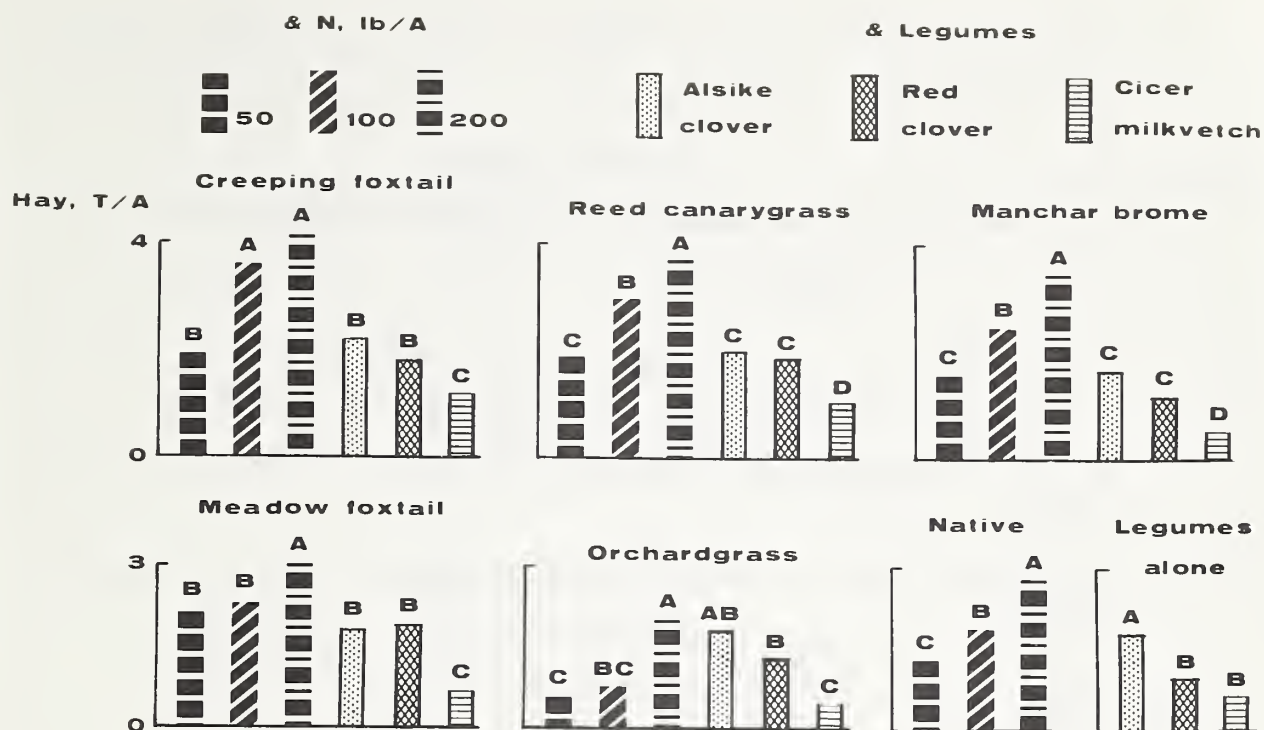 & N, lb/A
50 100 200
& Legumes
Alsike clover
Red clover
Cicer milkvetch
Hay, T/A
Creeping foxtail
4
0
B A A B B C
Reed canarygrass
C B A C C D
Manchar brome
C B A C C D
Meadow foxtail
3
0
B B A B B C
Orchardgrass
C BC A AB B C
Native
C B A
Legumes alone
A B B